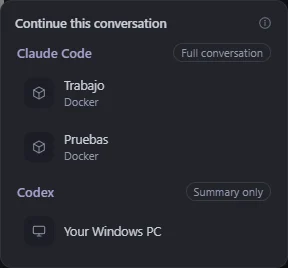 Continue this conversation
Claude Code
Full conversation
Trabajo
Docker
Pruebas
Docker
Codex
Summary only
Your Windows PC